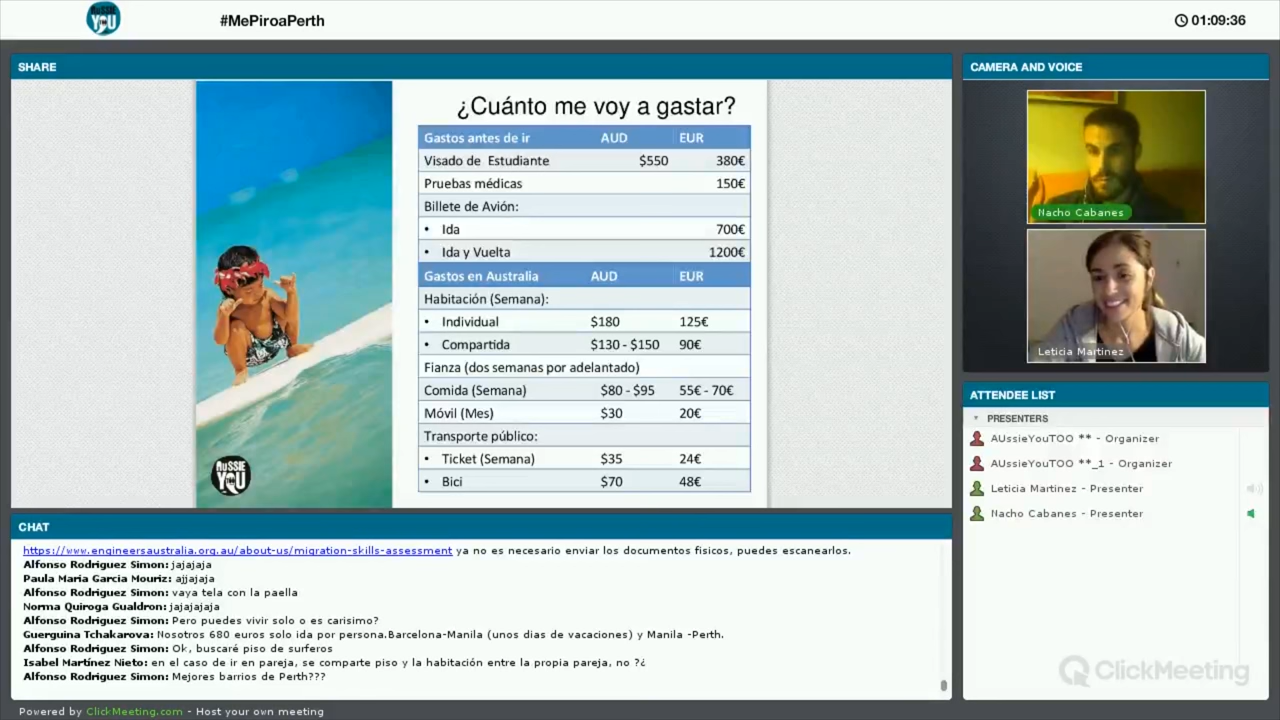 AUSSIE
YOU
TOO
#MePiroaPerth
01:09:36
SHARE
¿Cuánto me voy a gastar?
Gastos antes de ir AUD EUR
Visado de Estudiante $550 380€
Pruebas médicas 150€
Billete de Avión:
• Ida 700€
• Ida y Vuelta 1200€
Gastos en Australia AUD EUR
Habitación (Semana):
• Individual $180 125€
• Compartida $130 - $150 90€
Fianza (dos semanas por adelantado)
Comida (Semana) $80 - $95 55€ - 70€
Móvil (Mes) $30 20€
Transporte público:
• Ticket (Semana) $35 24€
• Bici $70 48€
AUSSIE
YOU
TOO
CAMERA AND VOICE
Nacho Cabanes
Leticia Martinez
ATTENDEE LIST
PRESENTERS
AUssieYouTOO ** - Organizer
AUssieYouTOO **_1 - Organizer
Leticia Martinez - Presenter
Nacho Cabanes - Presenter
CHAT
https://www.engineersaustralia.org.au/about-us/migration-skills-assessment ya no es necesario enviar los documentos fisicos, puedes escanearlos.
Alfonso Rodriguez Simon: jajajaja
Paula Maria Garcia Mouriz: ajjajaja
Alfonso Rodriguez Simon: vaya tela con la paella
Norma Quiroga Gualdron: jajajajaja
Alfonso Rodriguez Simon: Pero puedes vivir solo o es carisimo?
Guerguina Tchakarova: Nosotros 680 euros solo ida por persona.Barcelona-Manila (unos dias de vacaciones) y Manila -Perth.
Alfonso Rodriguez Simon: Ok, buscaré piso de surferos
Isabel Martínez Nieto: en el caso de ir en pareja, se comparte piso y la habitación entre la propia pareja, no ?¿
Alfonso Rodriguez Simon: Mejores barrios de Perth???
ClickMeeting
Powered by ClickMeeting.com - Host your own meeting